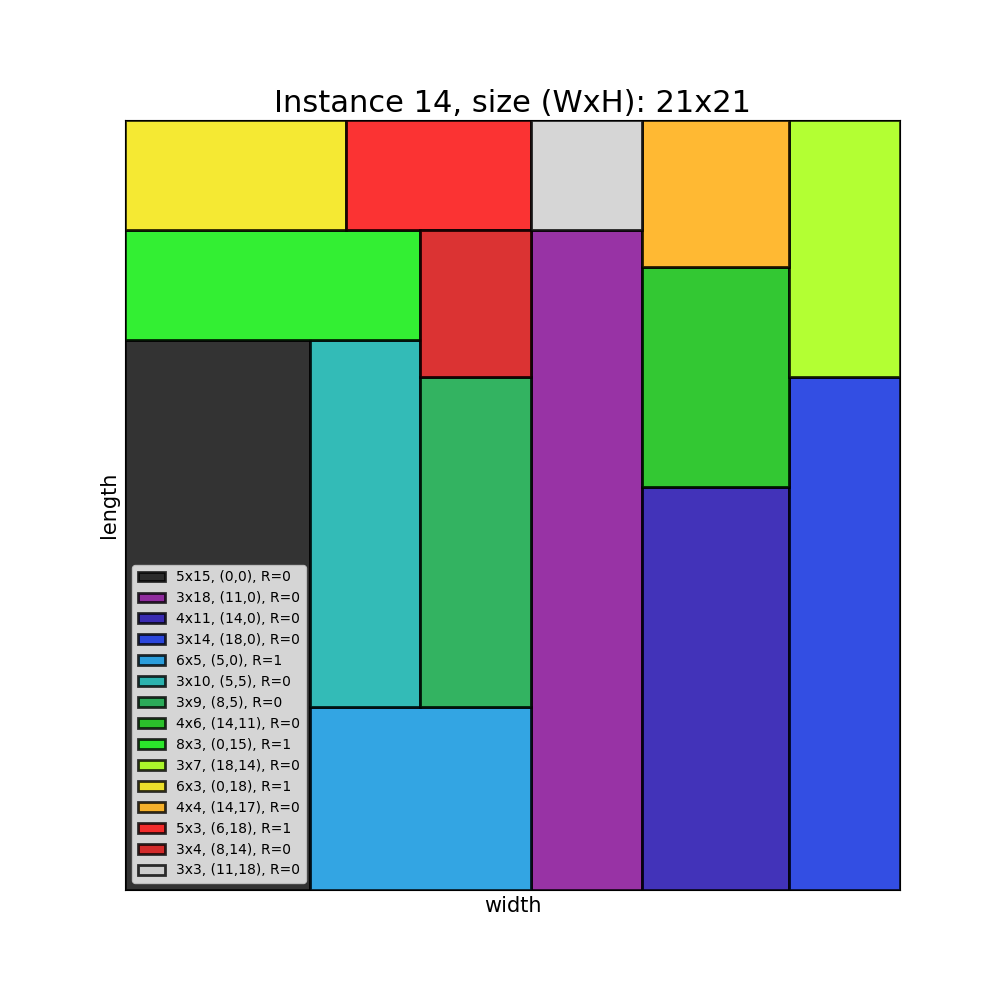 Instance 14, size (WxH): 21x21
length
5x15, (0,0), R=0
3x18, (11,0), R=0
4x11, (14,0), R=0
3x14, (18,0), R=0
6x5, (5,0), R=1
3x10, (5,5), R=0
3x9, (8,5), R=0
4x6, (14,11), R=0
8x3, (0,15), R=1
3x7, (18,14), R=0
6x3, (0,18), R=1
4x4, (14,17), R=0
5x3, (6,18), R=1
3x4, (8,14), R=0
3x3, (11,18), R=0
width